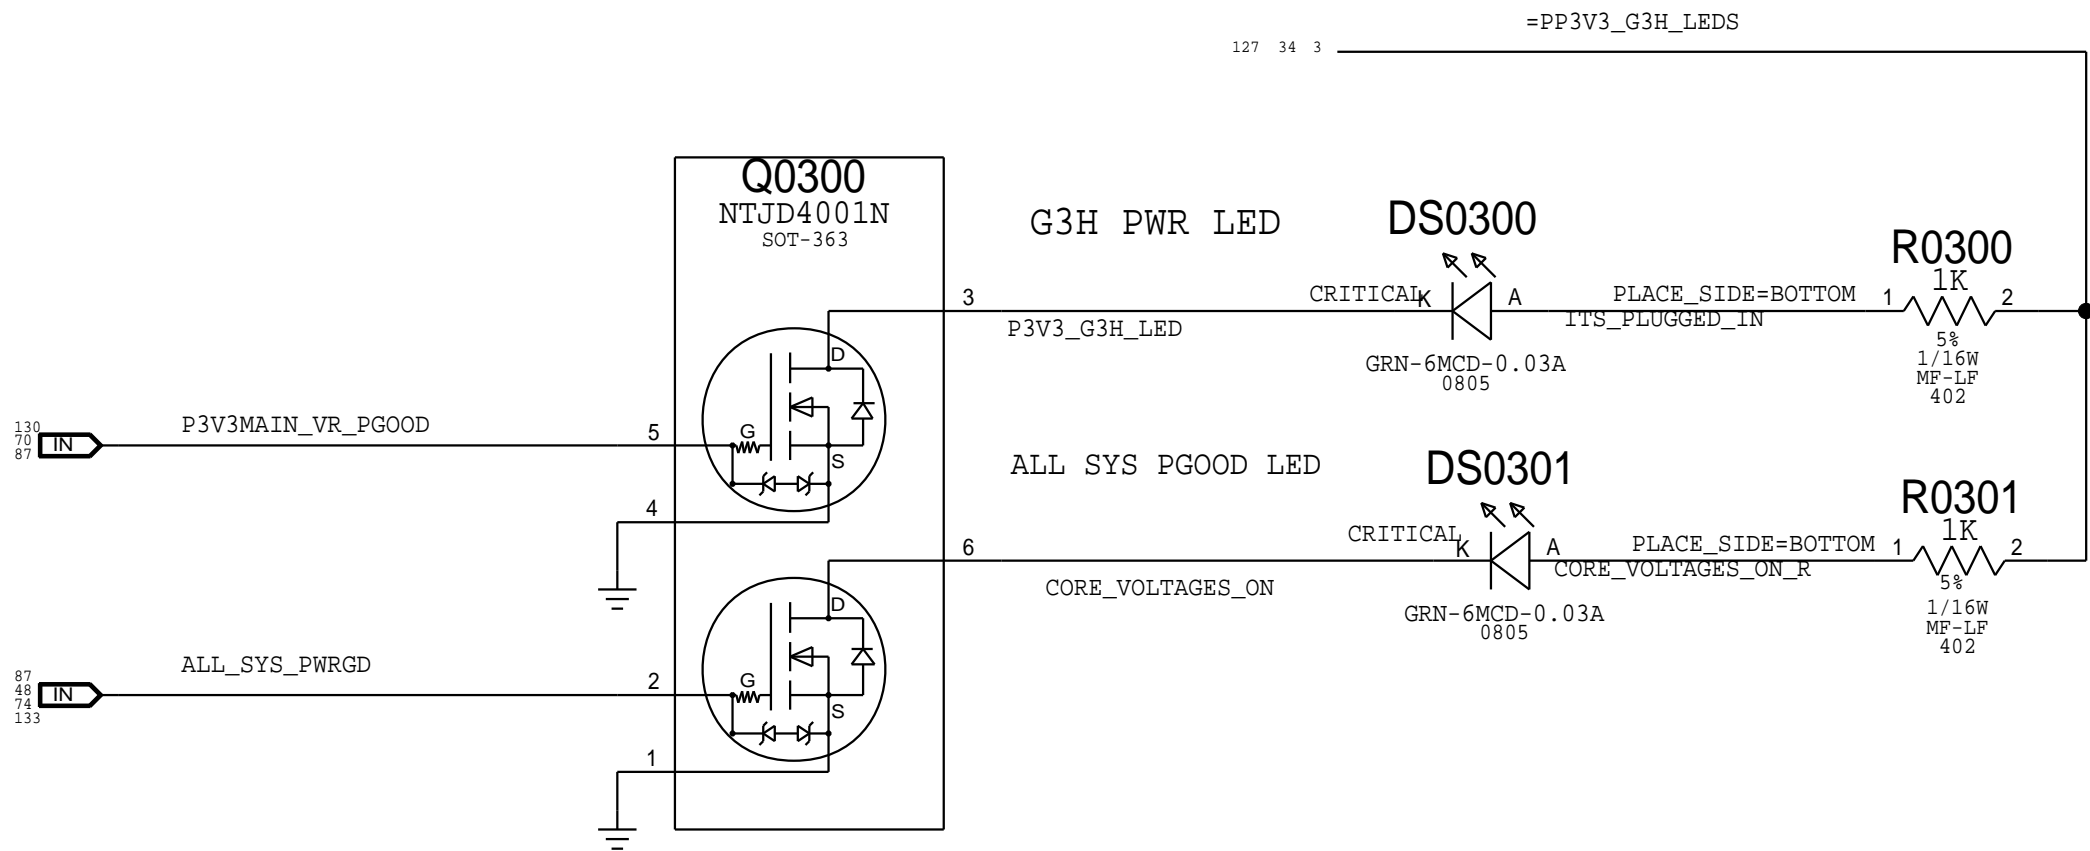 =PP3V3_G3H_LEDS
127 34 3
Q0300
NTJD4001N
SOT-363
G3H PWR LED
DS0300
R0300
1K
3
CRITICAL
K
A
PLACE_SIDE=BOTTOM
1
2
P3V3_G3H_LED
ITS_PLUGGED_IN
5%
1/16W
MF-LF
402
GRN-6MCD-0.03A
0805
D
G
S
130
70
87
IN
P3V3MAIN_VR_PGOOD
5
4
ALL SYS PGOOD LED
DS0301
R0301
1K
6
CRITICAL
K
A
PLACE_SIDE=BOTTOM
1
2
CORE_VOLTAGES_ON
CORE_VOLTAGES_ON_R
5%
1/16W
MF-LF
402
GRN-6MCD-0.03A
0805
D
G
S
87
48
74
133
IN
ALL_SYS_PWRGD
2
1